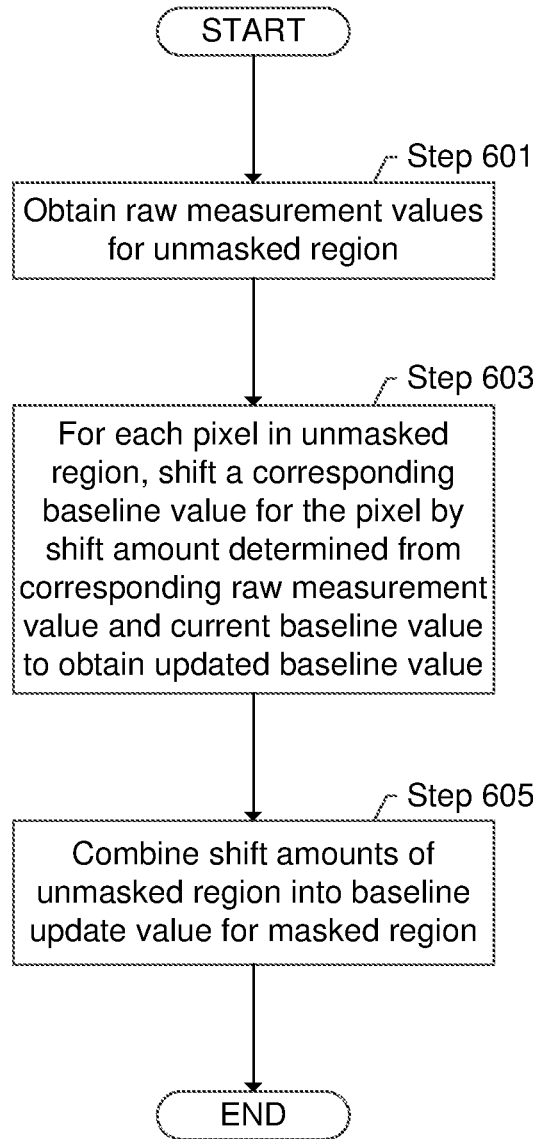 START
Step 601
Obtain raw measurement values
for unmasked region
Step 603
For each pixel in unmasked
region, shift a corresponding
baseline value for the pixel by
shift amount determined from
corresponding raw measurement
value and current baseline value
to obtain updated baseline value
Step 605
Combine shift amounts of
unmasked region into baseline
update value for masked region
END